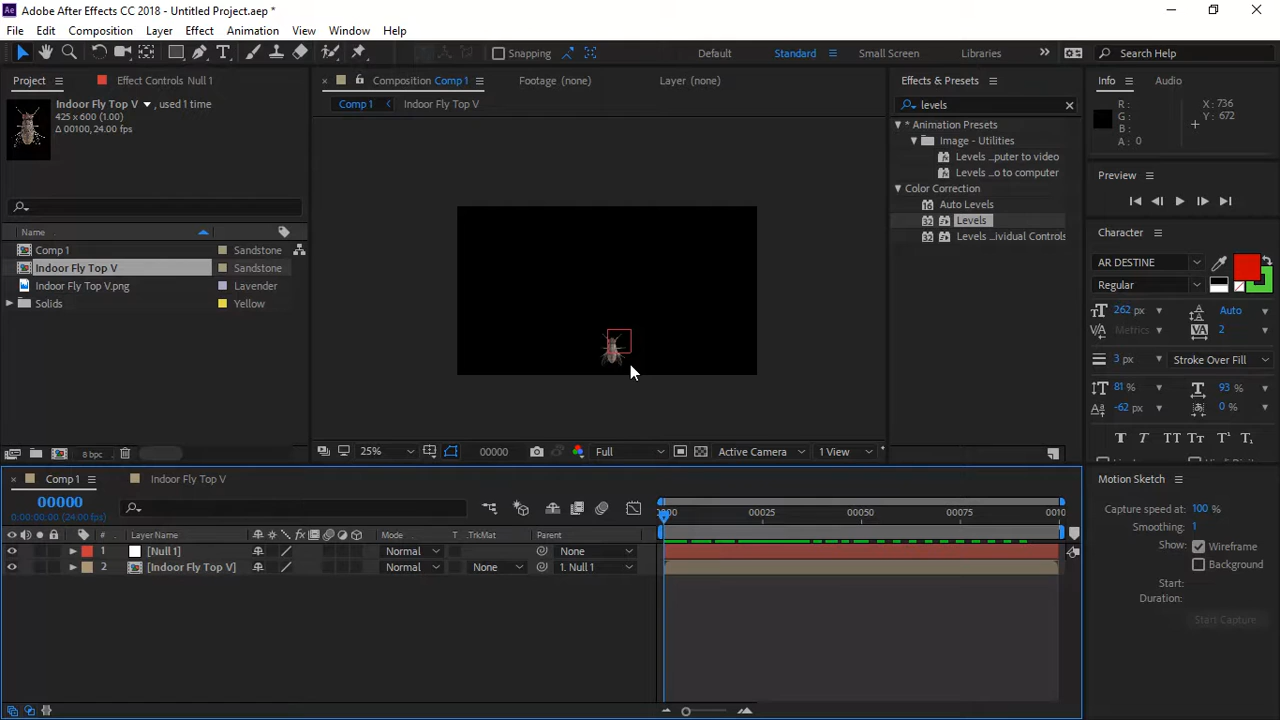 Ae Adobe After Effects CC 2018 - Untitled Project.aep *
File Edit Composition Layer Effect Animation View Window Help
T Snapping Default Standard Small Screen Libraries Search Help
Project Effect Controls Null 1 Composition Comp 1 Footage (none) Layer (none) Effects & Presets Info Audio
Indoor Fly Top V , used 1 time
425 x 600 (1.00)
Δ 00100, 24.00 fps
Comp 1 Indoor Fly Top V
levels
* Animation Presets
Image - Utilities
Levels ...puter to video
Levels ...o to computer
Color Correction
Auto Levels
Levels
Levels ...ividual Controls
R : X: 736
G : Y: 672
B :
A : 0
Preview
Character
AR DESTINE
Regular
262 px Auto
Metrics 2
3 px Stroke Over Fill
81 % 93 %
-62 px 0 %
T T TT Tr T¹ T₁
Name
Comp 1 Sandstone
Indoor Fly Top V Sandstone
Indoor Fly Top V.png Lavender
Solids Yellow
8 bpc
25% 00000 Full Active Camera 1 View
Comp 1 Indoor Fly Top V
00000
0:00:00:00 (24.00 fps)
:00 00025 00050 00075 0010
# Layer Name Mode T .TrkMat Parent
1 [Null 1] Normal None
2 [Indoor Fly Top V] Normal None 1. Null 1
Motion Sketch
Capture speed at: 100 %
Smoothing: 1
Show: Wireframe
Background
Start:
Duration:
Start Capture